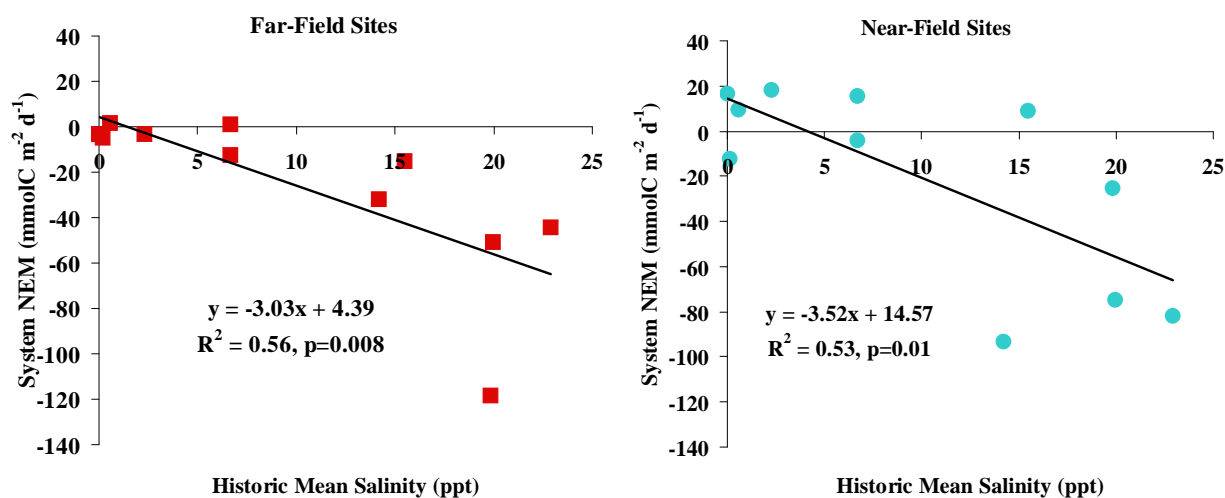 Far-Field Sites
System NEM (mmolC m⁻² d⁻¹)
40
20
0
-20
-40
-60
-80
-100
-120
-140
0 5 10 15 20 25
y = -3.03x + 4.39
R² = 0.56, p=0.008
Historic Mean Salinity (ppt)
Near-Field Sites
System NEM (mmolC m⁻² d⁻¹)
40
20
0
-20
-40
-60
-80
-100
-120
-140
0 5 10 15 20 25
y = -3.52x + 14.57
R² = 0.53, p=0.01
Historic Mean Salinity (ppt)